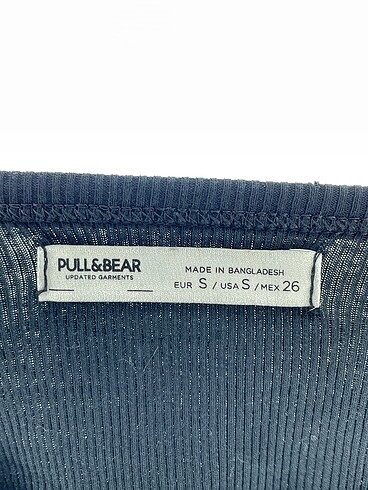 PULL&BEAR
UPDATED GARMENTS
MADE IN BANGLADESH
EUR S / USA S / MEX 26